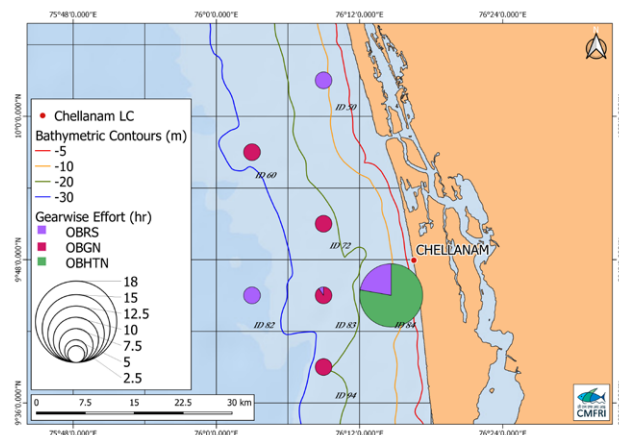 75°48'0.000"E 76°0'0.000"E 76°12'0.000"E 76°24'0.000"E
ID 50
10°0'0.000"N
Chellanam LC
Bathymetric Contours (m)
-5
-10
-20
-30
ID 60
Gearwise Effort (hr)
OBRS
OBGN
OBHTN
ID 72
CHELLANAM
9°48'0.000"N
18
15
12.5
10
7.5
5
2.5
ID 82 ID 83 ID 84
ID 94
0 7.5 15 22.5 30 km
CMFRI
9°36'0.000"N
75°48'0.000"E 76°0'0.000"E 76°12'0.000"E 76°24'0.000"E